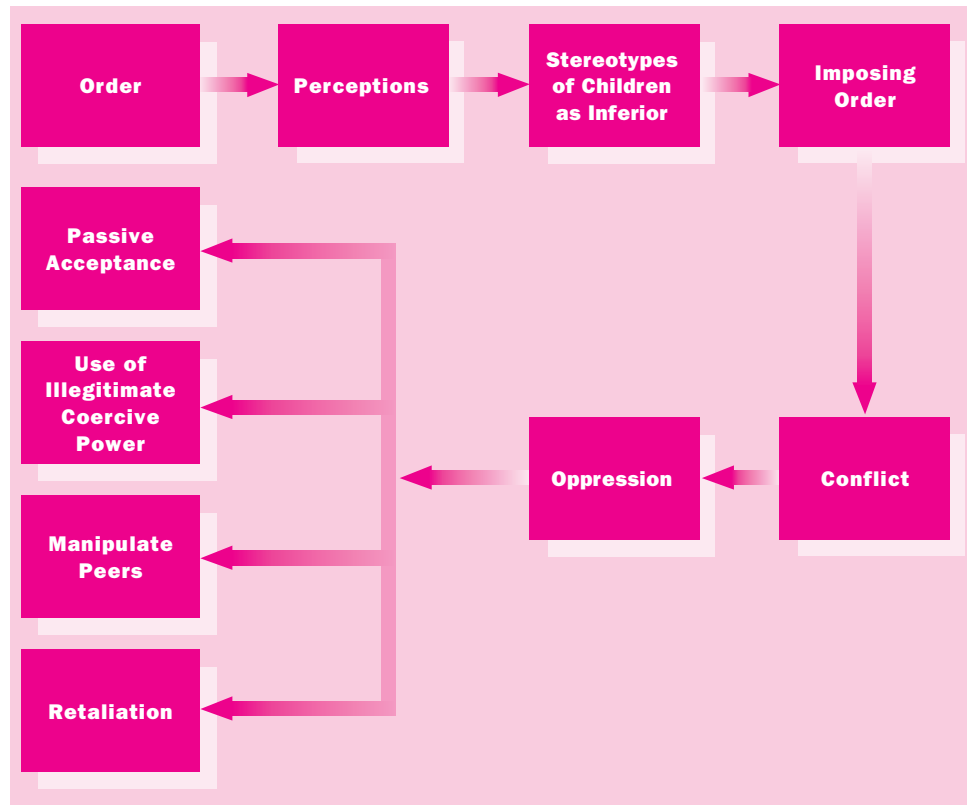 Order
Perceptions
Stereotypes
of Children
as Inferior
Imposing
Order
Passive
Acceptance
Use of
Illegitimate
Coercive
Power
Oppression
Conflict
Manipulate
Peers
Retaliation